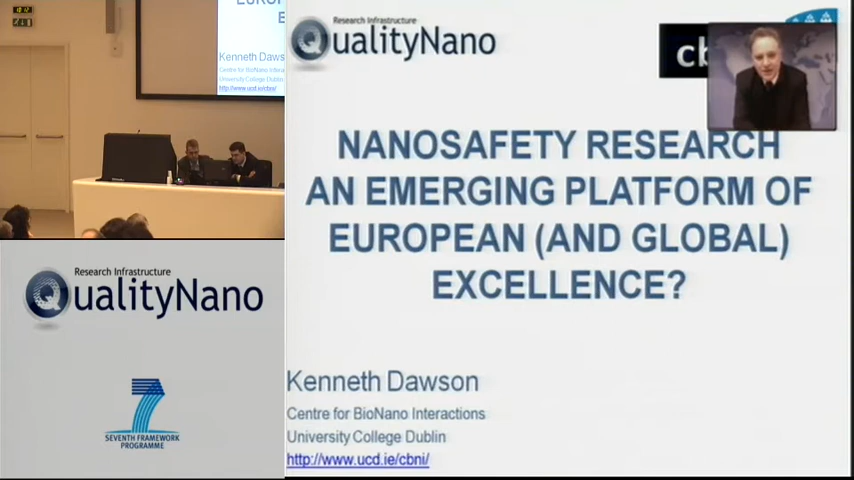 EUROPEAN
E
Kenneth Daws
Centre for BioNano Intera
University College Dublin
http://www.ucd.ie/cbni/
Research Infrastructure
QualityNano
SEVENTH FRAMEWORK
PROGRAMME
Research Infrastructure
QualityNano
cb
NANOSAFETY RESEARCH
AN EMERGING PLATFORM OF
EUROPEAN (AND GLOBAL)
EXCELLENCE?
Kenneth Dawson
Centre for BioNano Interactions
University College Dublin
http://www.ucd.ie/cbni/